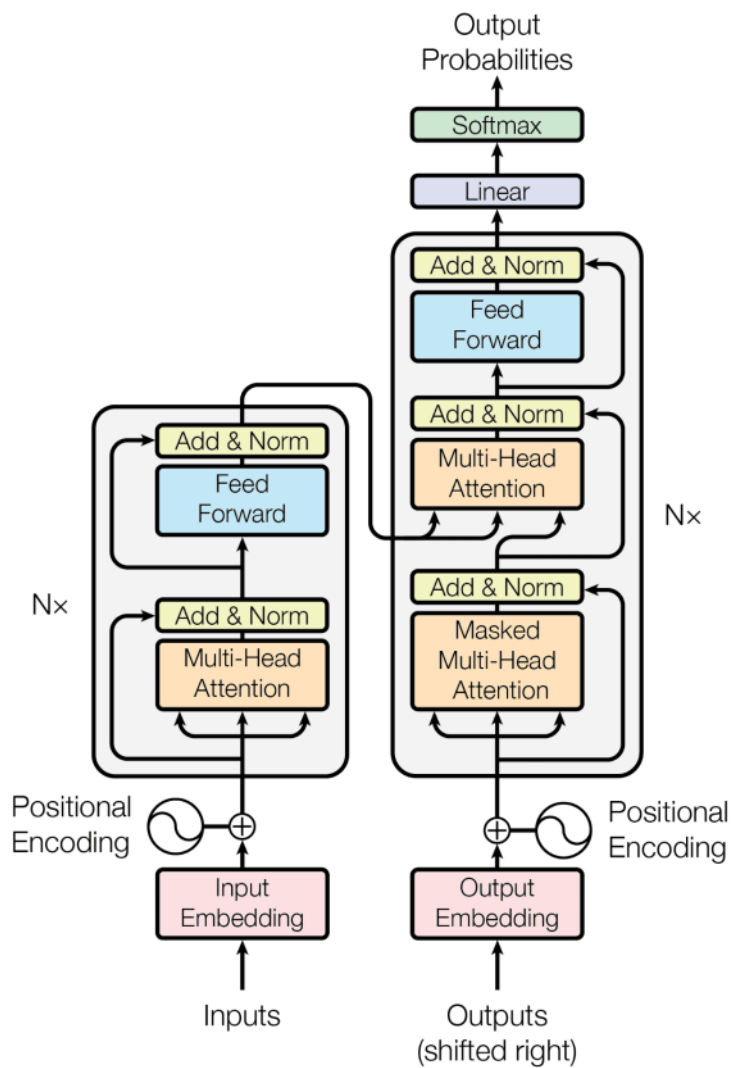 Output
Probabilities
Softmax
Linear
Add & Norm
Feed
Forward
Add & Norm
Multi-Head
Attention
Add & Norm
Masked
Multi-Head
Attention
N×
Add & Norm
Feed
Forward
Add & Norm
Multi-Head
Attention
N×
Positional
Encoding
Positional
Encoding
Input
Embedding
Output
Embedding
Inputs
Outputs
(shifted right)